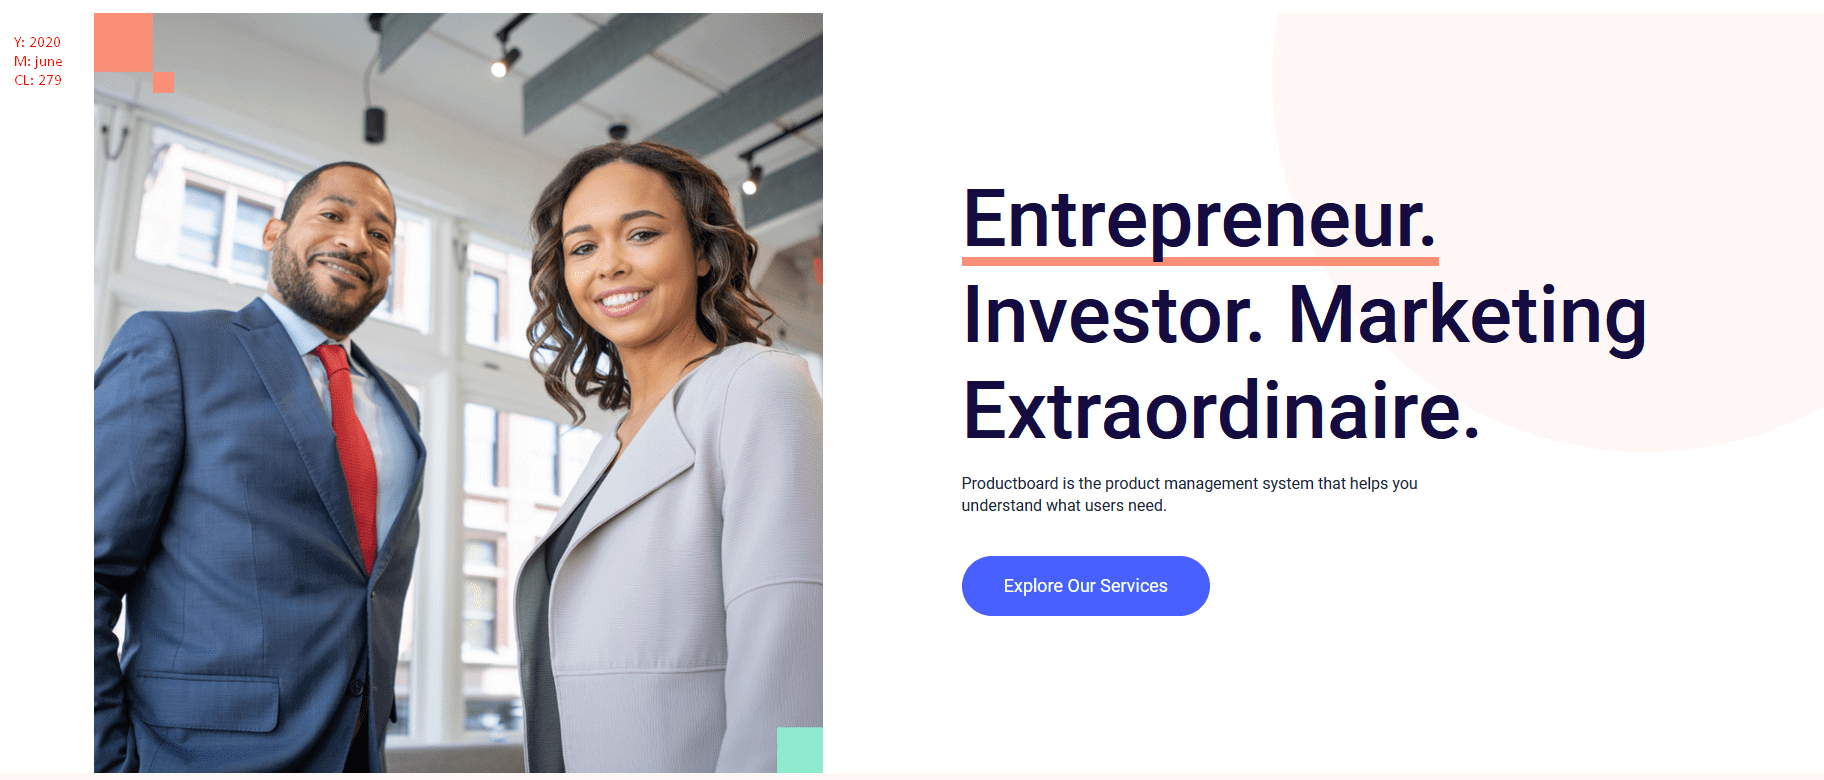 Y: 2020
M: june
CL: 279
Entrepreneur.
Investor. Marketing
Extraordinaire.
Productboard is the product management system that helps you
understand what users need.
Explore Our Services